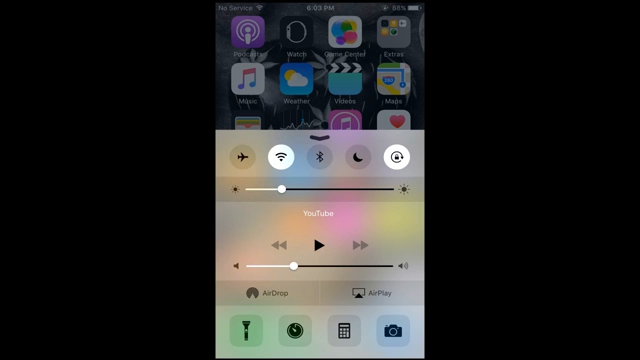 No Service 6:03 PM 88%
Podcasts Watch Game Center Extras
Music Weather Videos Maps
YouTube
AirDrop AirPlay